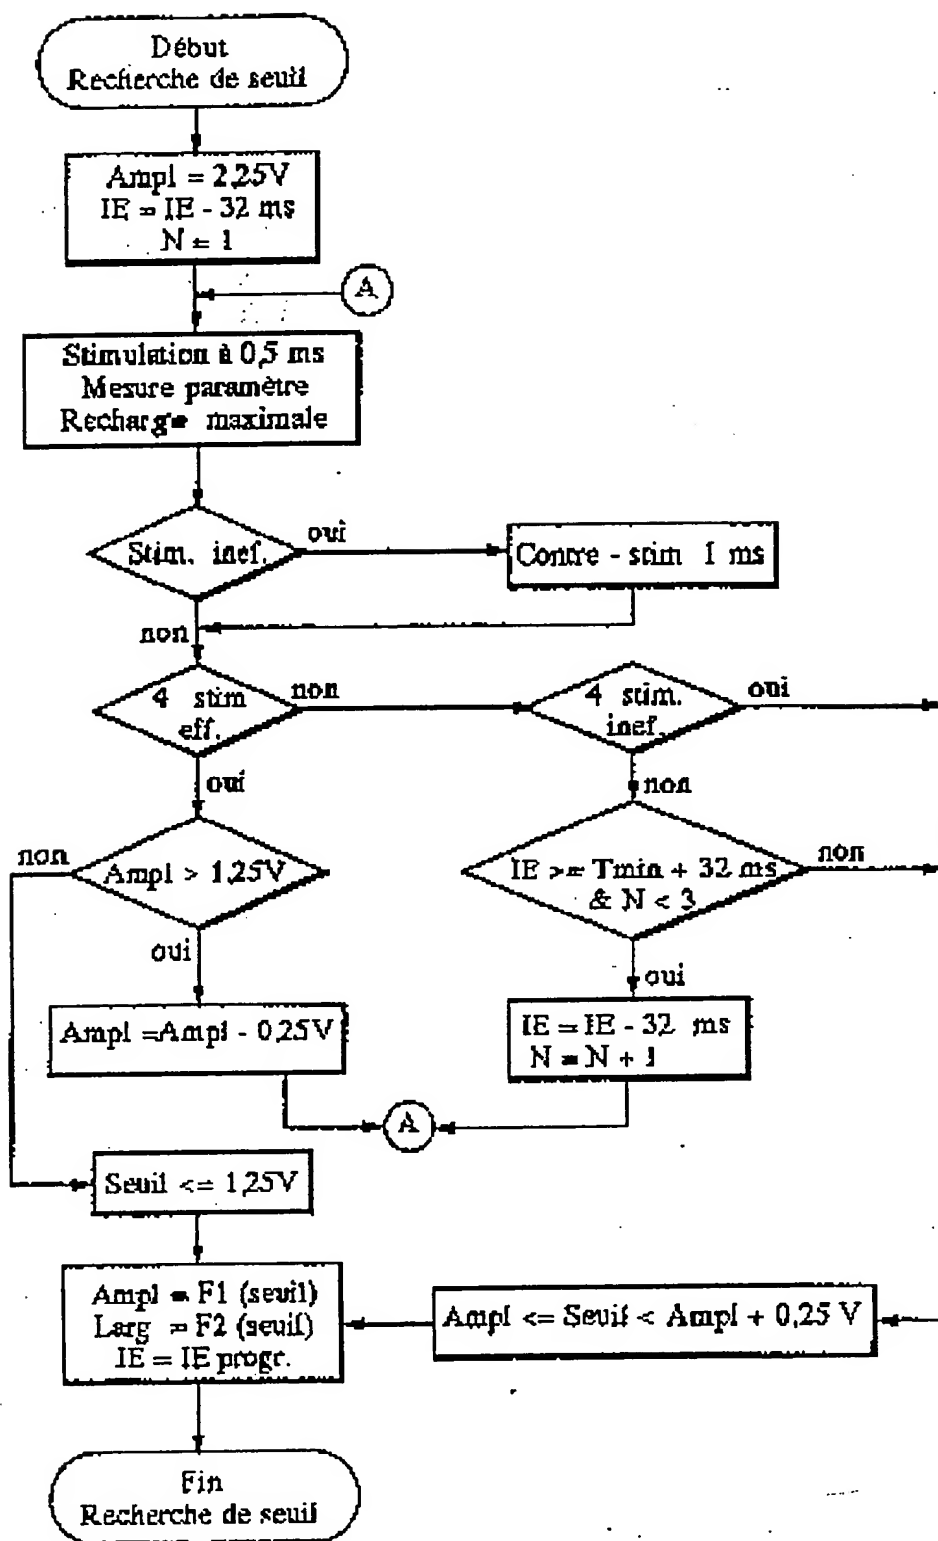 Début
Recherche de seuil
Ampl = 2,25V
IE = IE - 32 ms
N = 1
A
Stimulation à 0,5 ms
Mesure paramètre
Recharge maximale
Stim. inef.
oui
Contre - stim 1 ms
non
4 stim
eff.
non
4 stim.
inef.
oui
oui
non
non
Ampl > 1,25V
IE >= Tmin + 32 ms
& N < 3
non
oui
oui
Ampl =Ampl - 0,25V
IE = IE - 32 ms
N = N + 1
A
Seuil <= 1,25V
Ampl = F1 (seuil)
Larg = F2 (seuil)
IE = IE progr.
Ampl <= Seuil < Ampl + 0,25 V
Fin
Recherche de seuil